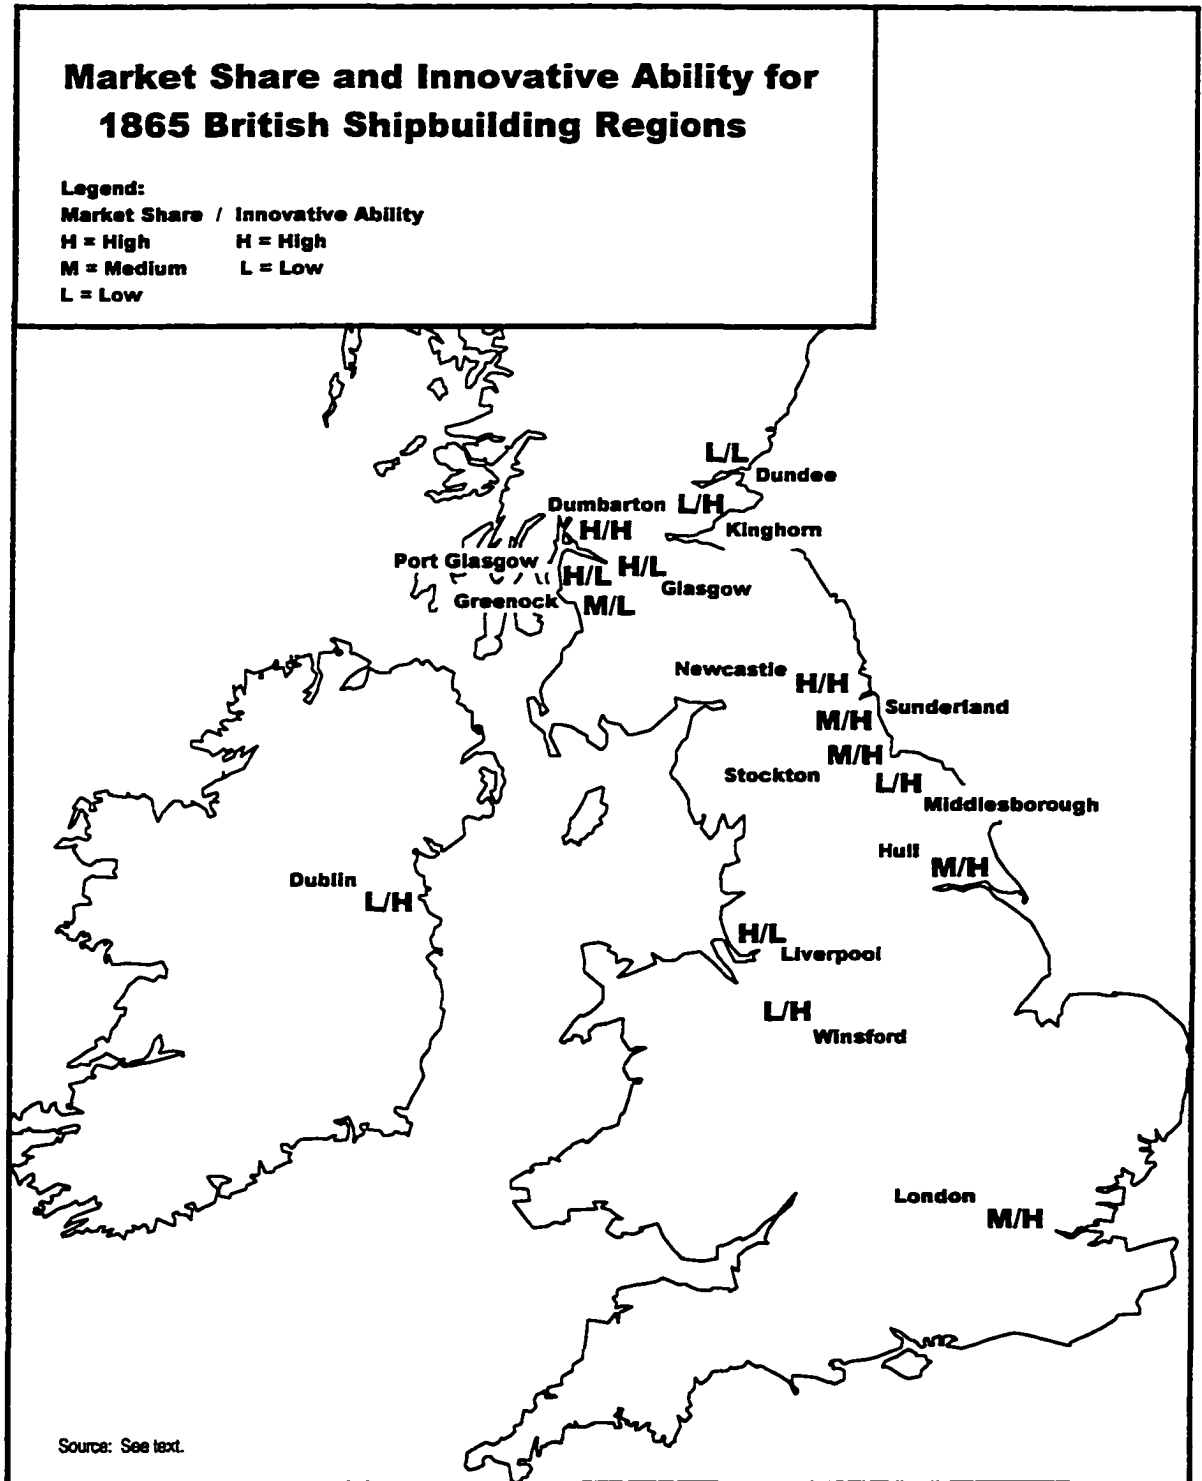 Market Share and Innovative Ability for
1865 British Shipbuilding Regions
Legend:
Market Share / Innovative Ability
H = High H = High
M = Medium L = Low
L = Low
L/L
Dundee
Dumbarton L/H
H/H
Kinghorn
Port Glasgow
H/L H/L
Glasgow
Greenock M/L
Newcastle H/H
Sunderland
M/H
M/H
Stockton
L/H
Middlesborough
Hull
M/H
Dublin
L/H
H/L
Liverpool
L/H
Winsford
London
M/H
Source: See text.